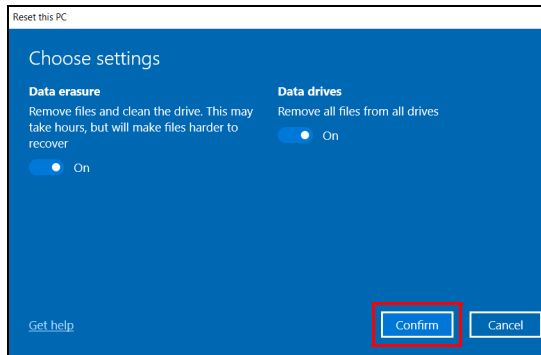 Reset this PC
Choose settings
Data erasure
Remove files and clean the drive. This may
take hours, but will make files harder to
recover
On
Data drives
Remove all files from all drives
On
Get help
Confirm
Cancel